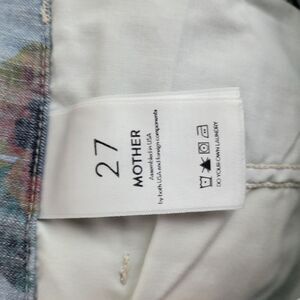 27
MOTHER
Assembled in USA
by both USA and foreign components
DO YOUR OWN LAUNDRY